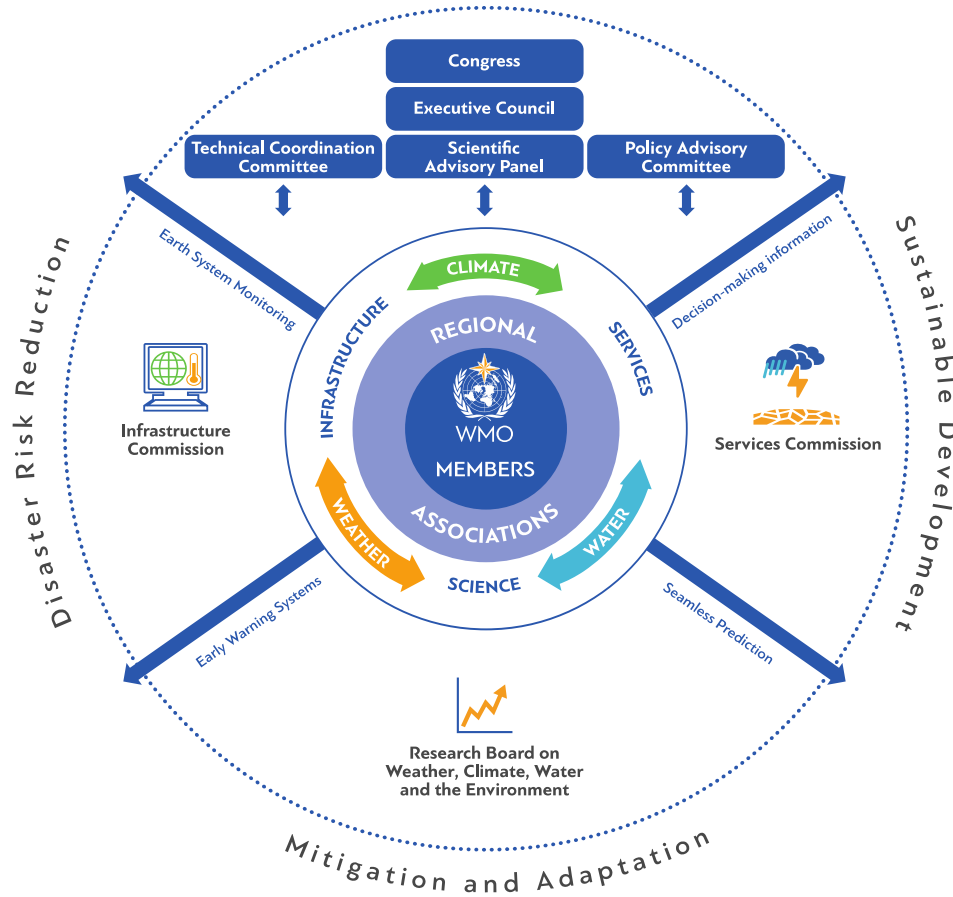 Congress
Executive Council
Technical Coordination
Committee
Scientific
Advisory Panel
Policy Advisory
Committee
Earth System Monitoring
Decision-making information
Disaster Risk Reduction
Sustainable Development
CLIMATE
INFRASTRUCTURE
SERVICES
REGIONAL
WMO
MEMBERS
ASSOCIATIONS
WEATHER
WATER
SCIENCE
Infrastructure
Commission
Services Commission
Early Warning Systems
Seamless Prediction
Research Board on
Weather, Climate, Water
and the Environment
Mitigation and Adaptation